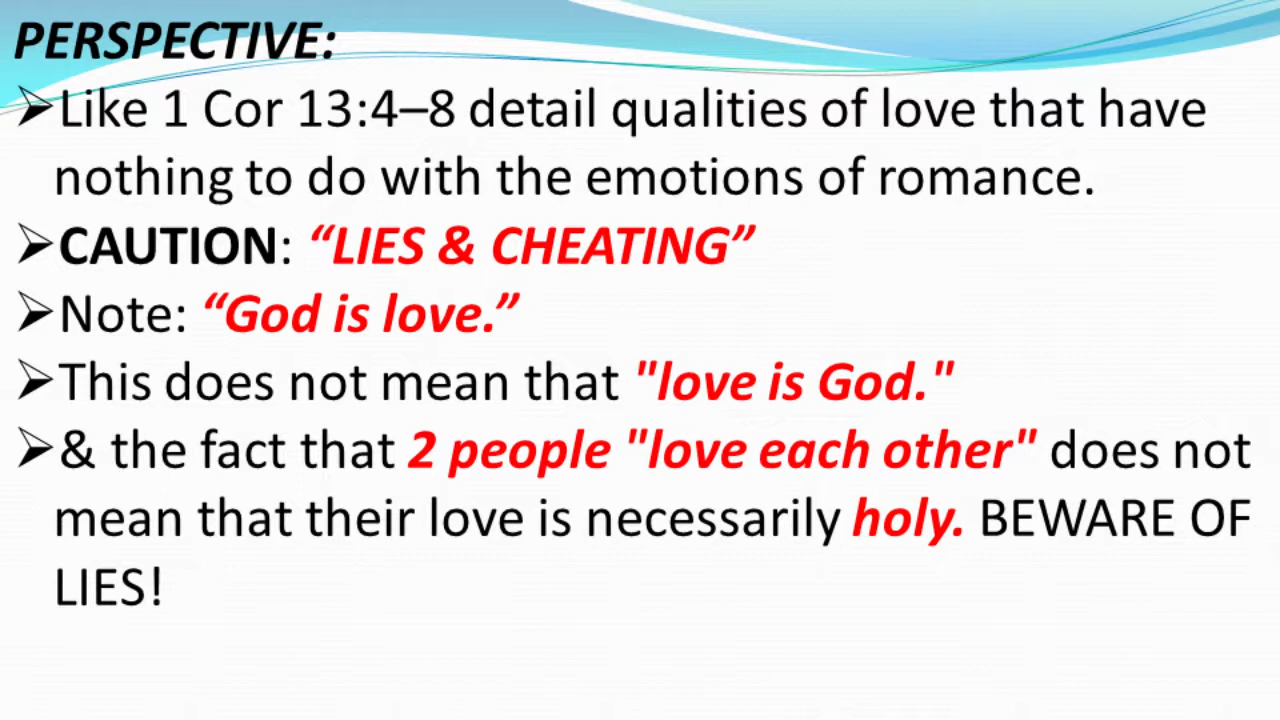 PERSPECTIVE:
➢Like 1 Cor 13:4–8 detail qualities of love that have
nothing to do with the emotions of romance.
➢CAUTION: “LIES & CHEATING”
➢Note: “God is love.”
➢This does not mean that "love is God."
➢& the fact that 2 people "love each other" does not
mean that their love is necessarily holy. BEWARE OF
LIES!